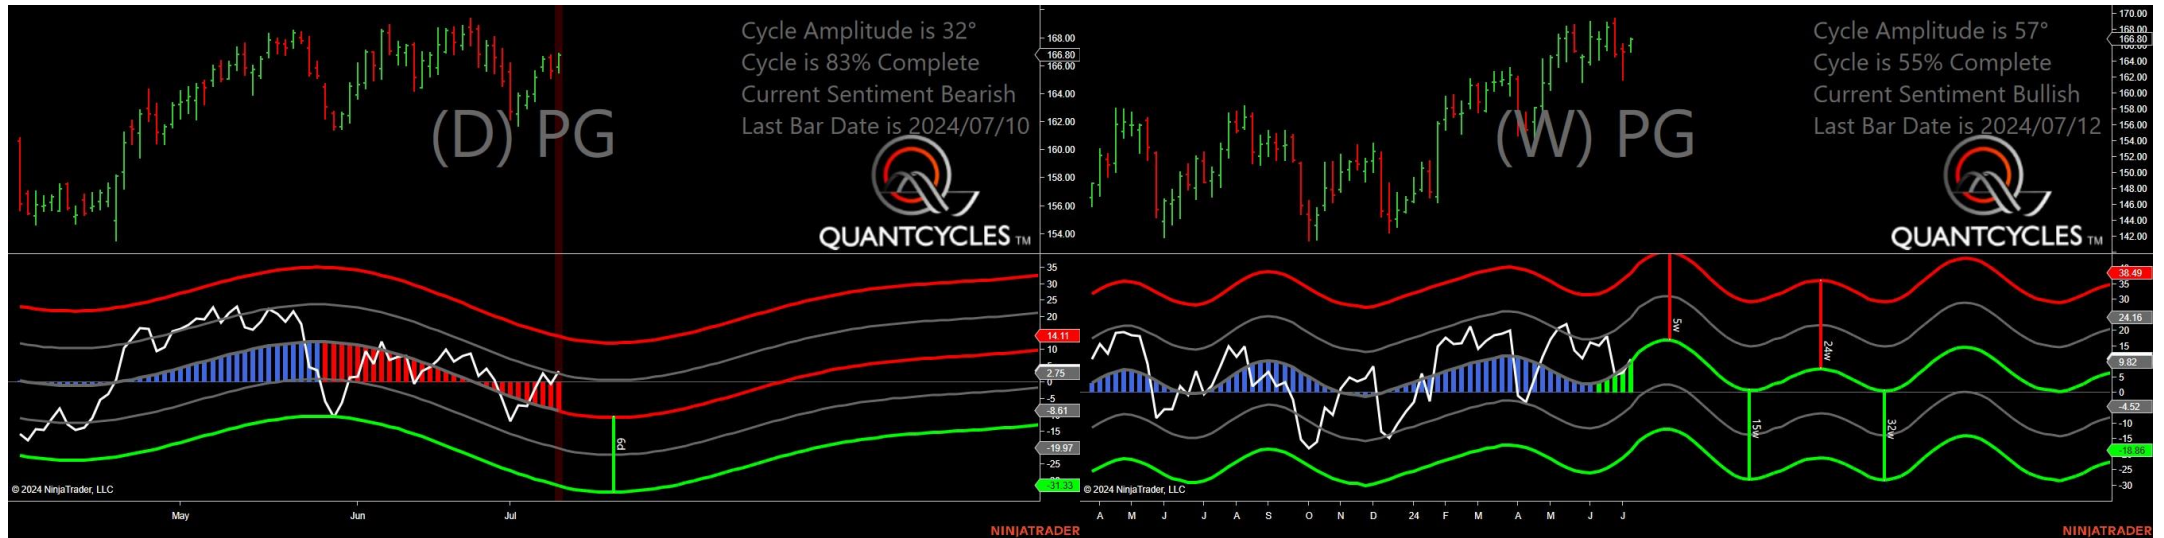 Cycle Amplitude is 32°
Cycle is 83% Complete
Current Sentiment Bearish
Last Bar Date is 2024/07/10
(D) PG
QUANTCYCLES TM
168.00
166.80
166.00
164.00
162.00
160.00
158.00
156.00
154.00
35
30
25
20
14.11
10
2.75
0
-5
-8.61
-15
-19.97
-25
-31.33
6d
© 2024 NinjaTrader, LLC
May
Jun
Jul
NINJATRADER
Cycle Amplitude is 57°
Cycle is 55% Complete
Current Sentiment Bullish
Last Bar Date is 2024/07/12
(W) PG
QUANTCYCLES TM
170.00
166.80
164.00
162.00
160.00
158.00
156.00
154.00
152.00
150.00
148.00
146.00
144.00
142.00
38.49
35
30
24.16
20
15
9.82
5
0
-4.52
-10
-15
-18.86
-25
-30
5w
24w
15w
32w
© 2024 NinjaTrader, LLC
A M J J A S O N D 24 F M A M J J
NINJATRADER